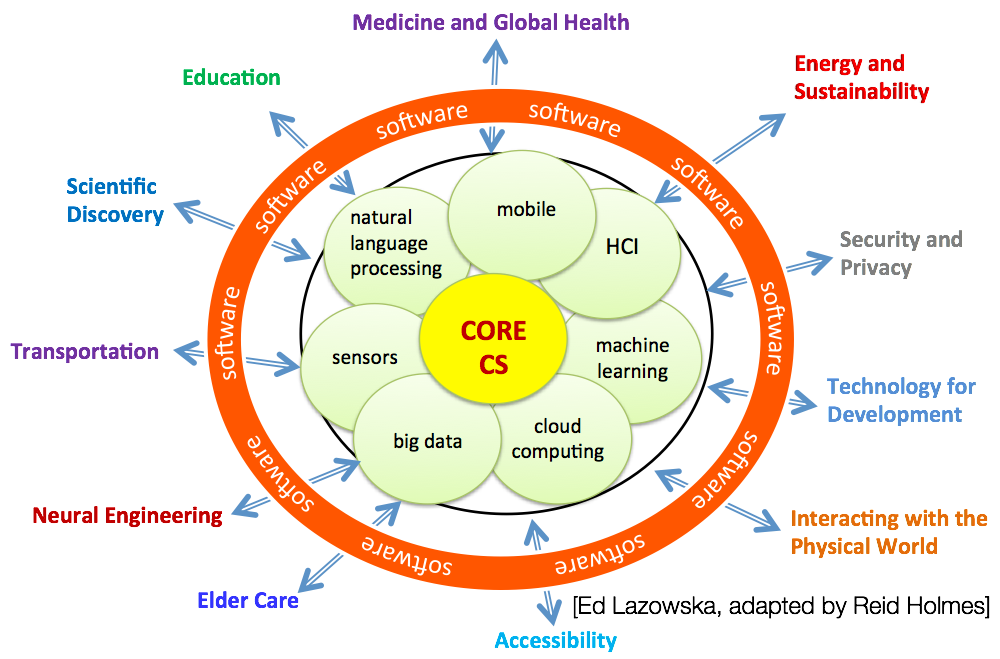 Medicine and Global Health
Education
Energy and
Sustainability
software
software
software
software
Scientific
Discovery
natural
language
processing
mobile
HCI
Security and
Privacy
software
software
CORE
CS
Transportation
sensors
machine
learning
Technology for
Development
big data
cloud
computing
software
software
Neural Engineering
Interacting with the
Physical World
software
software
Elder Care
[Ed Lazowska, adapted by Reid Holmes]
Accessibility